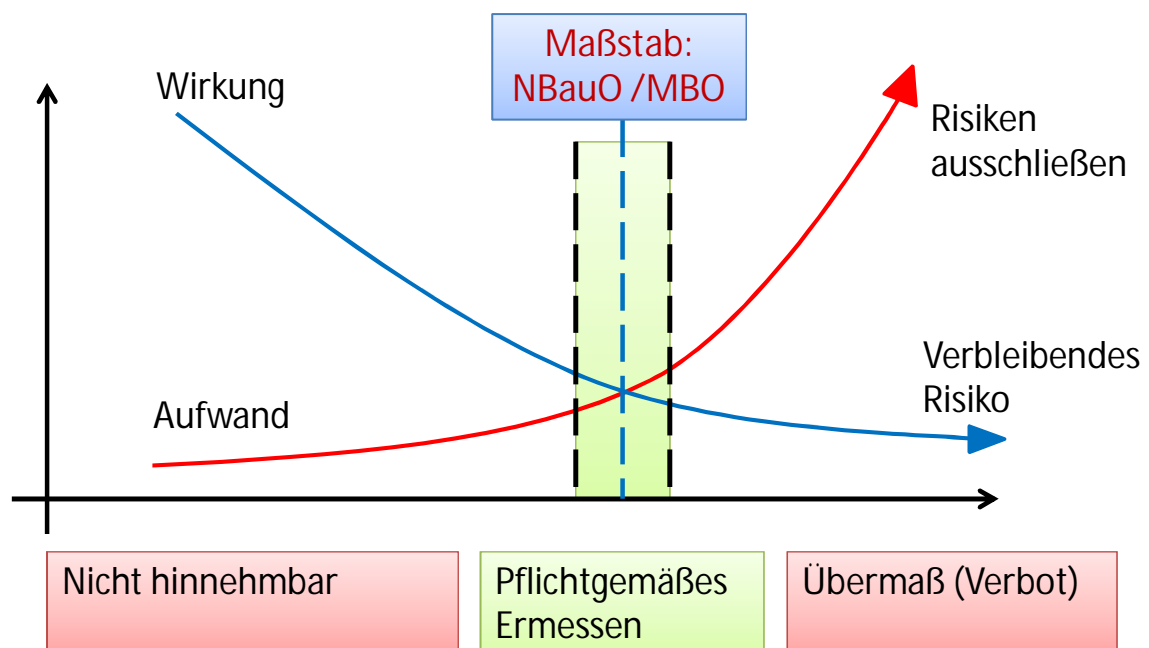 Maßstab:
NBauO /MBO
Wirkung
Risiken
ausschließen
Verbleibendes
Risiko
Aufwand
Nicht hinnehmbar
Pflichtgemäßes
Ermessen
Übermaß (Verbot)